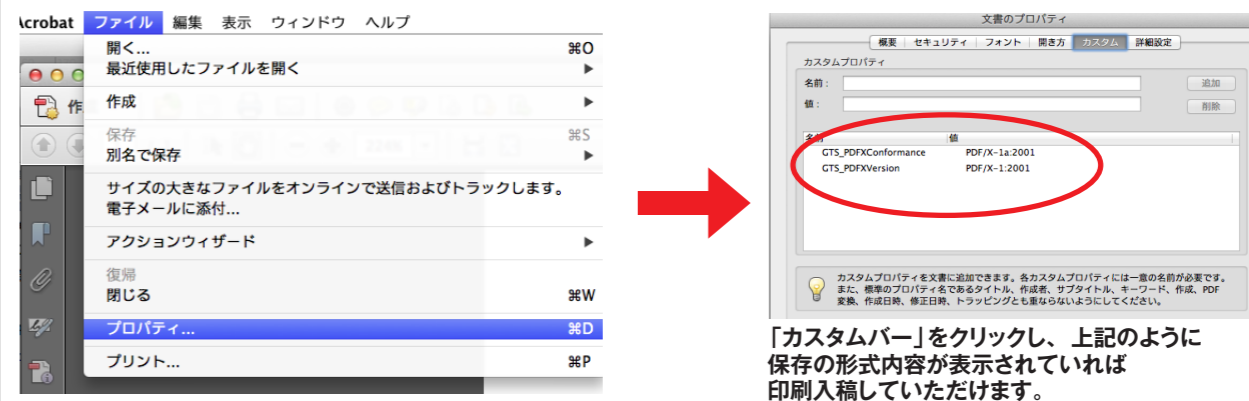 Acrobat ファイル 編集 表示 ウィンドウ ヘルプ
開く... ⌘O
最近使用したファイルを開く ▶
作成 ▶
保存 ⌘S
別名で保存 ▶
サイズの大きなファイルをオンラインで送信およびトラックします。
電子メールに添付...
アクションウィザード ▶
復帰
閉じる ⌘W
プロパティ... ⌘D
プリント... ⌘P
作
文書のプロパティ
概要 セキュリティ フォント 開き方 カスタム 詳細設定
カスタムプロパティ
名前： 追加
値： 削除
名前 値
GTS_PDFXConformance PDF/X-1a:2001
GTS_PDFXVersion PDF/X-1:2001
カスタムプロパティを文書に追加できます。各カスタムプロパティには一意の名前が必要です。
また、標準のプロパティ名であるタイトル、作成者、サブタイトル、キーワード、作成、PDF
変換、作成日時、修正日時、トラッピングとも重ならないようにしてください。
「カスタムバー」をクリックし、上記のように
保存の形式内容が表示されていれば
印刷入稿していただけます。